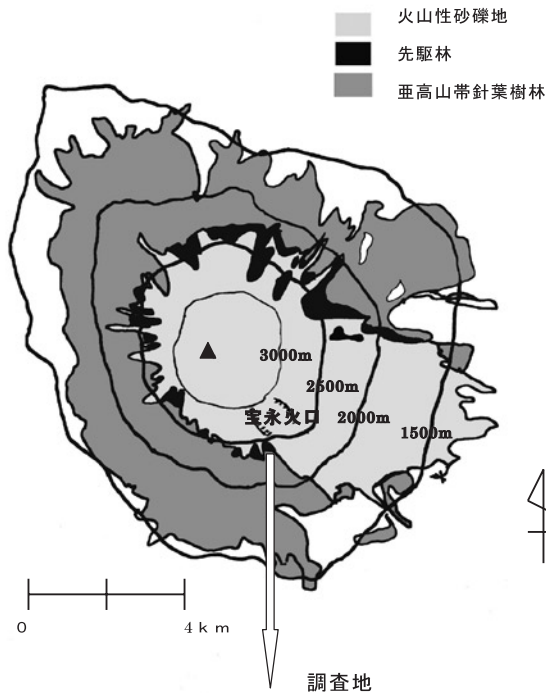 火山性砂礫地
先駆林
亜高山帯針葉樹林
3000m
2500m
宝永火口
2000m
1500m
0 4km
調査地